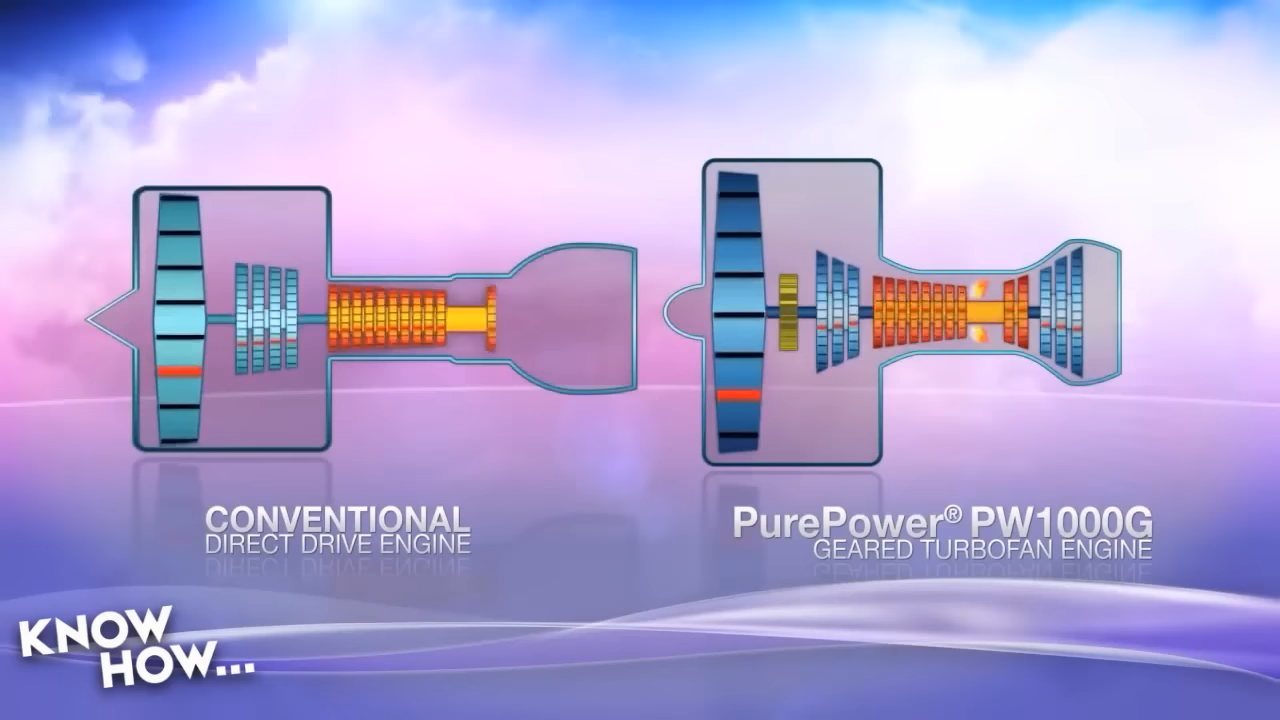 CONVENTIONAL
DIRECT DRIVE ENGINE
PurePower® PW1000G
GEARED TURBOFAN ENGINE
KNOW
HOW...